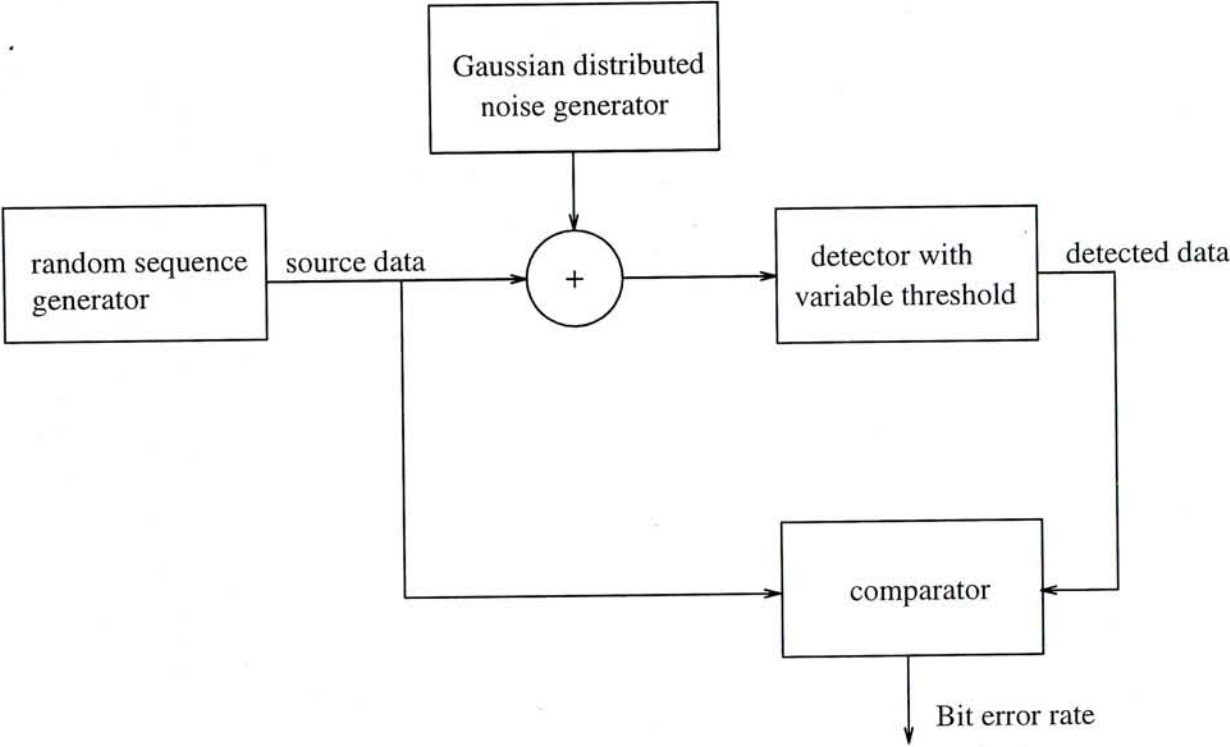 Gaussian distributed
noise generator
random sequence
generator
source data
+
detector with
variable threshold
detected data
comparator
Bit error rate